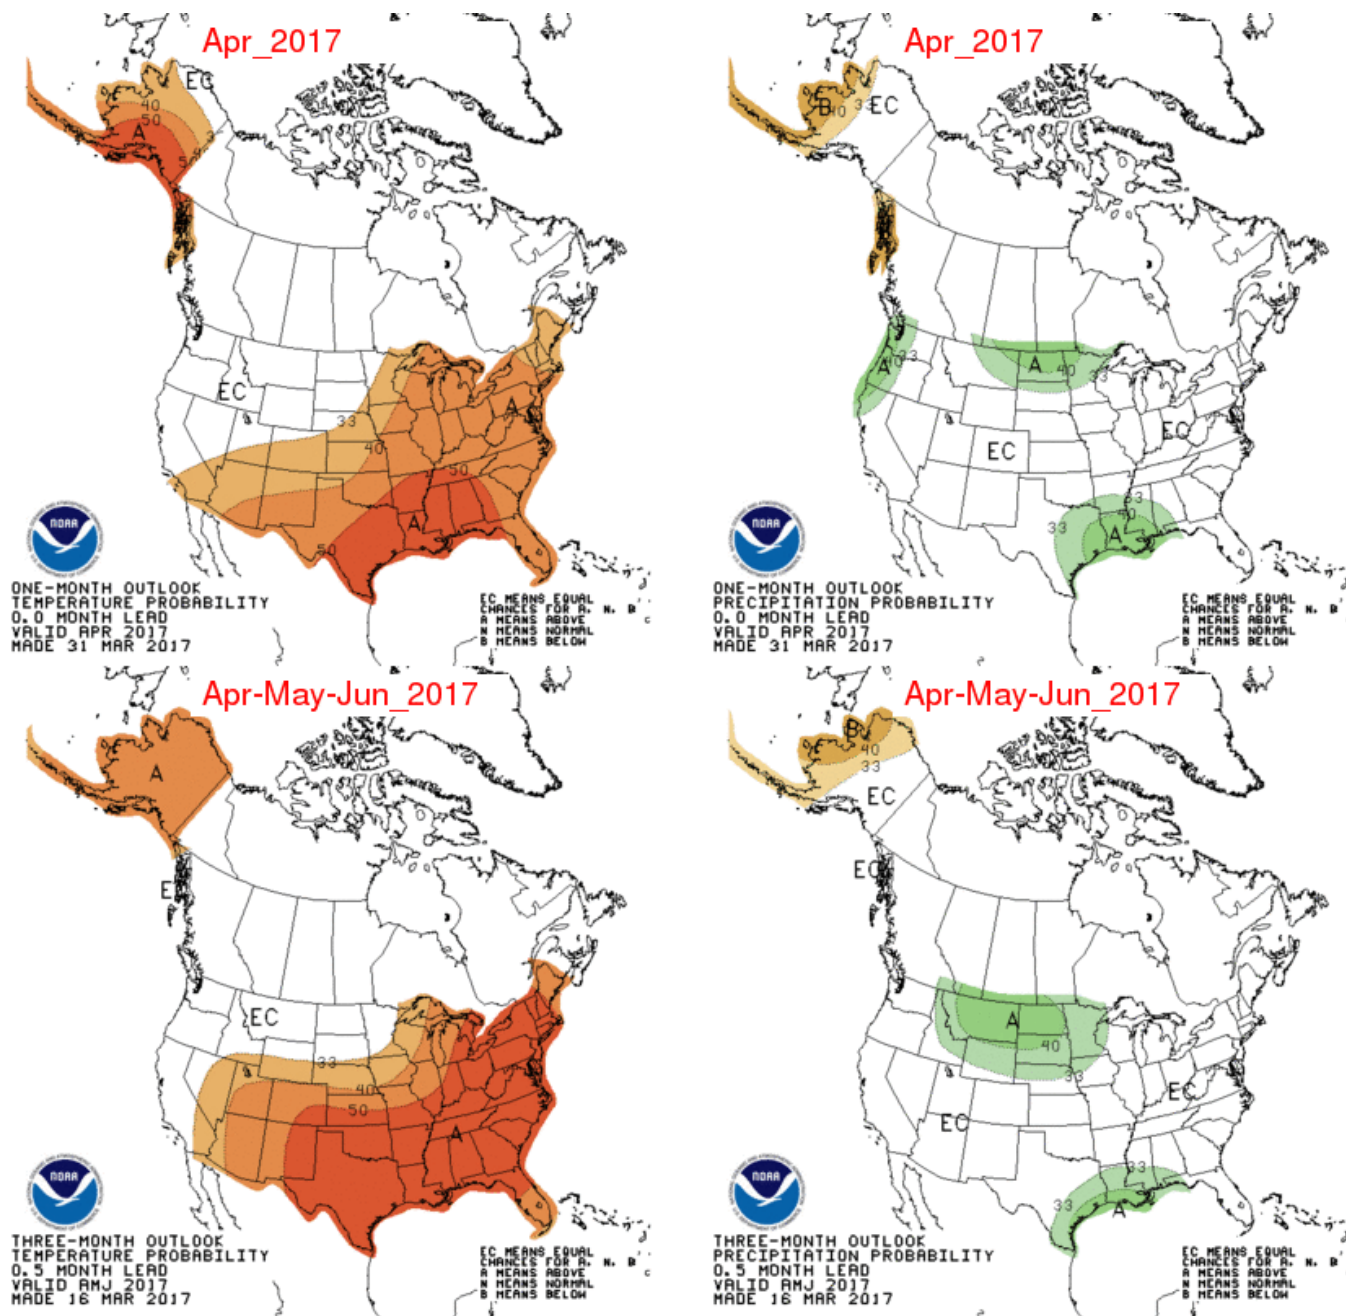 Apr_2017
EC
40
50
A
50
EC
33
40
A
50
A
50
NOAA
ONE-MONTH OUTLOOK
TEMPERATURE PROBABILITY
0.0 MONTH LEAD
VALID APR 2017
MADE 31 MAR 2017
EC MEANS EQUAL
CHANCES FOR A, N, B
A MEANS ABOVE
N MEANS NORMAL
B MEANS BELOW
Apr_2017
B
40
33
EC
A
40
33
A
40
33
EC
EC
33
40
33
A
NOAA
ONE-MONTH OUTLOOK
PRECIPITATION PROBABILITY
0.0 MONTH LEAD
VALID APR 2017
MADE 31 MAR 2017
EC MEANS EQUAL
CHANCES FOR A, N, B
A MEANS ABOVE
N MEANS NORMAL
B MEANS BELOW
Apr-May-Jun_2017
A
EC
33
40
50
A
NOAA
THREE-MONTH OUTLOOK
TEMPERATURE PROBABILITY
0.5 MONTH LEAD
VALID AMJ 2017
MADE 16 MAR 2017
EC MEANS EQUAL
CHANCES FOR A, N, B
A MEANS ABOVE
N MEANS NORMAL
B MEANS BELOW
Apr-May-Jun_2017
B
40
33
EC
EC
A
40
33
EC
EC
33
33
A
NOAA
THREE-MONTH OUTLOOK
PRECIPITATION PROBABILITY
0.5 MONTH LEAD
VALID AMJ 2017
MADE 16 MAR 2017
EC MEANS EQUAL
CHANCES FOR A, N, B
A MEANS ABOVE
N MEANS NORMAL
B MEANS BELOW